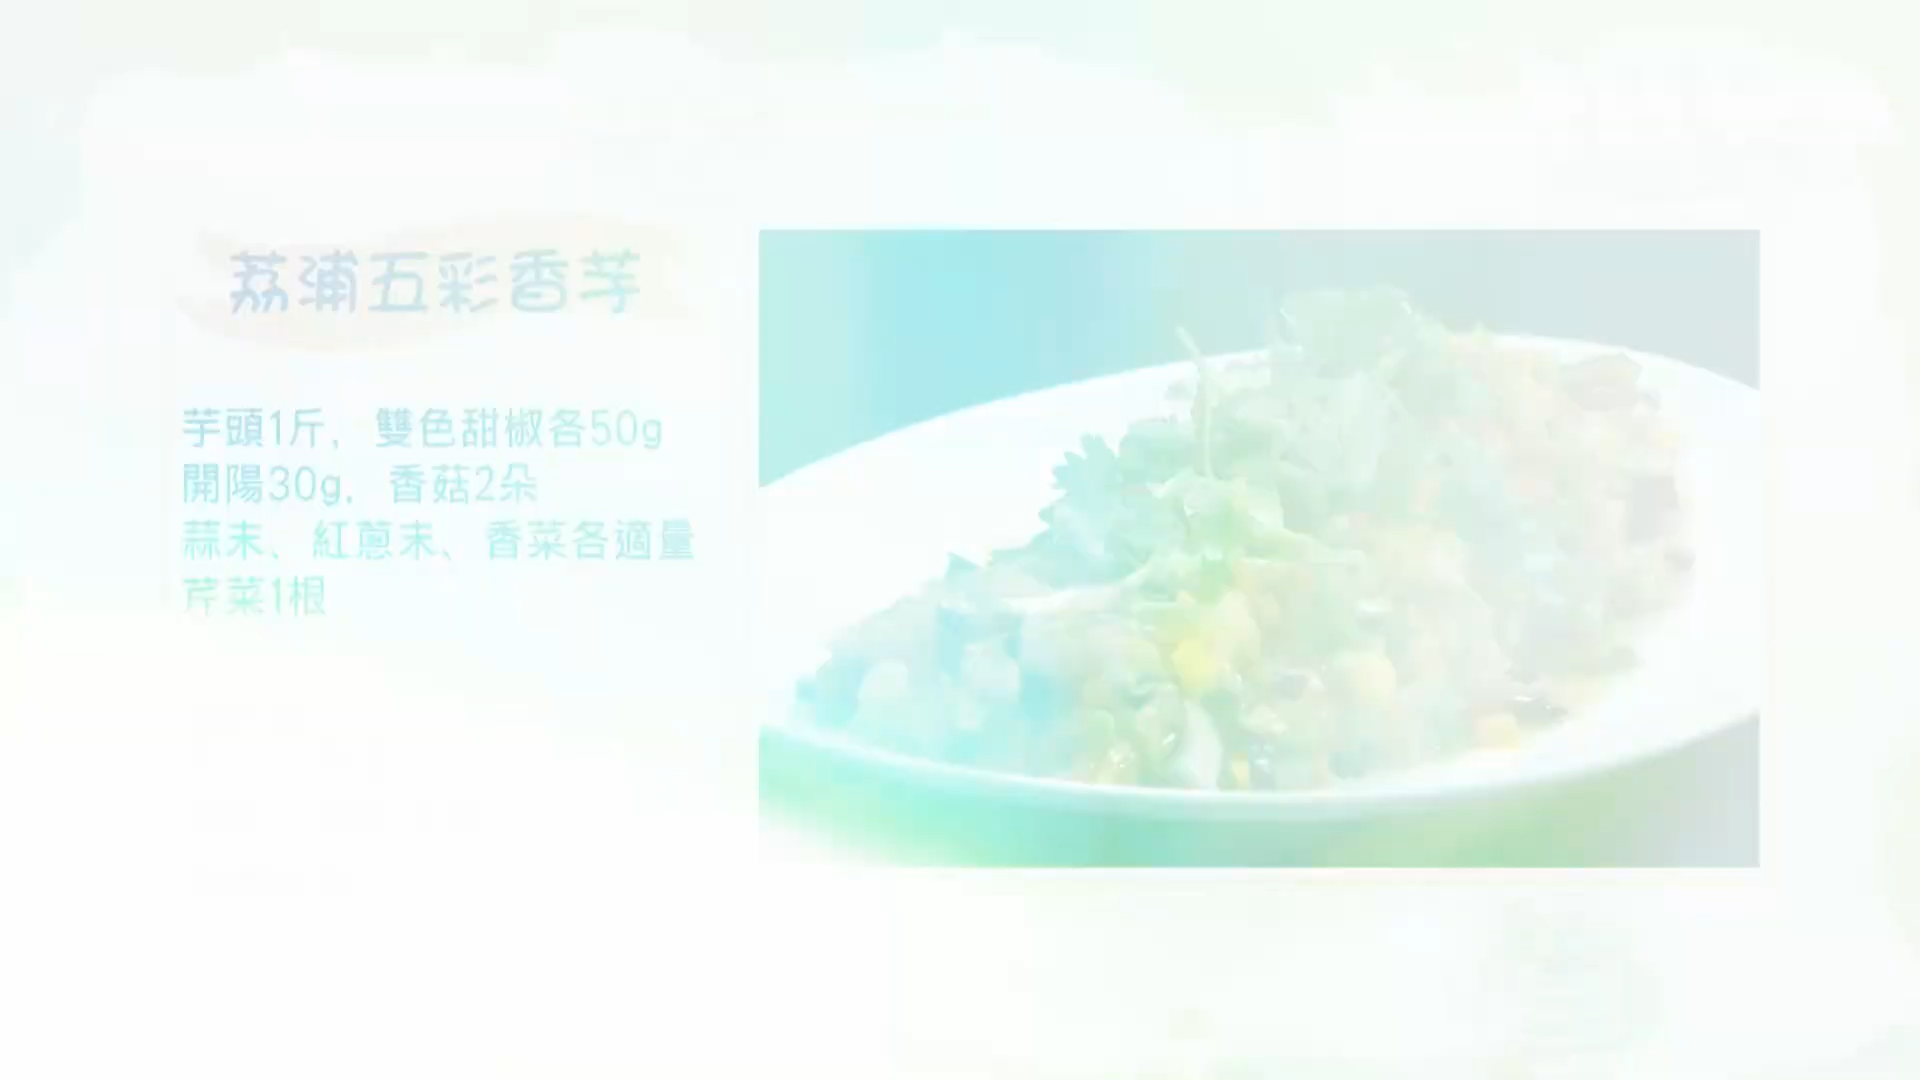 荔浦五彩香芋
芋頭1斤, 雙色甜椒各50g
開陽30g, 香菇2朵
蒜末、紅蔥末、香菜各適量
芹菜1根